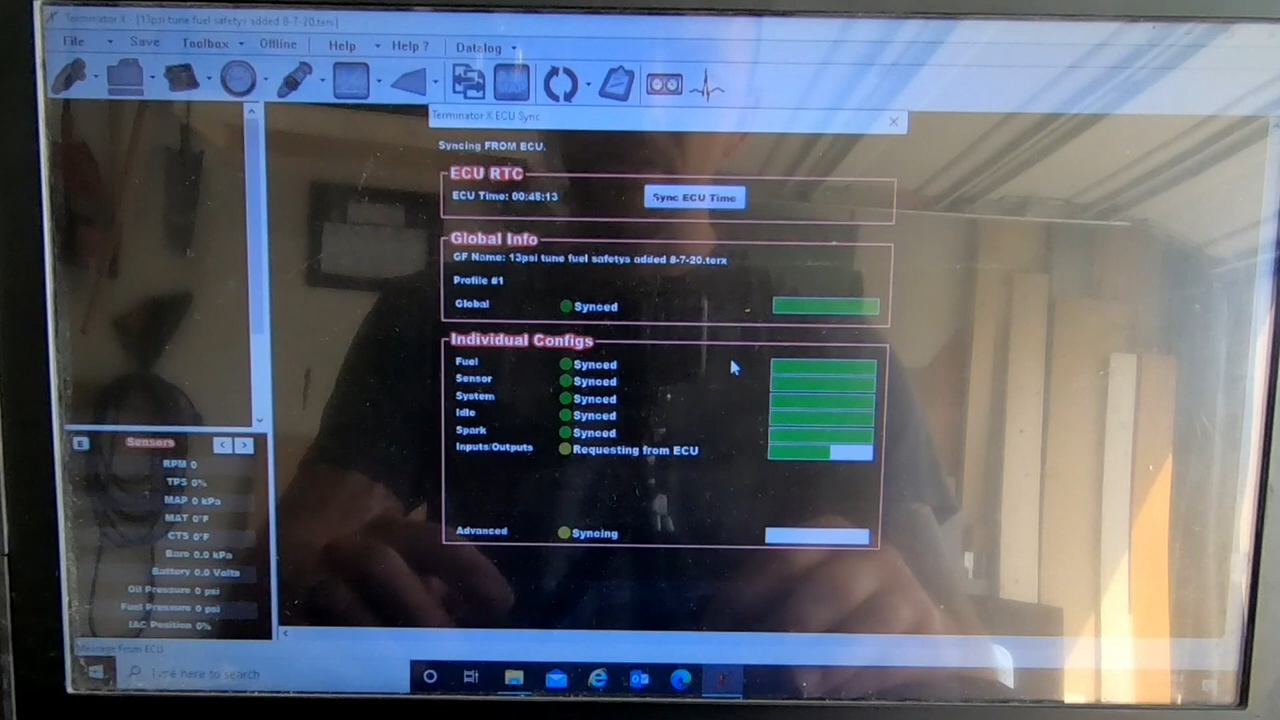 Terminator X - [13psi tune fuel safetys added 8-7-20.terx]
File Save Toolbox Offline Help Help ? Datalog
Terminator X ECU Sync
Syncing FROM ECU.
ECU RTC
ECU Time: 00:45:13 Sync ECU Time
Global Info
GF Name: 13psi tune fuel safetys added 8-7-20.terx
Profile #1
Global Synced
Individual Configs
Fuel Synced
Sensor Synced
System Synced
Idle Synced
Spark Synced
Inputs/Outputs Requesting from ECU
Advanced Syncing
E Sensors < >
RPM 0
TPS 0%
MAP 0 kPa
MAT 0°F
CTS 0°F
Baro 0.0 kPa
Battery 0.0 Volts
Oil Pressure 0 psi
Fuel Pressure 0 psi
IAC Position 0%
Message From ECU
Type here to search